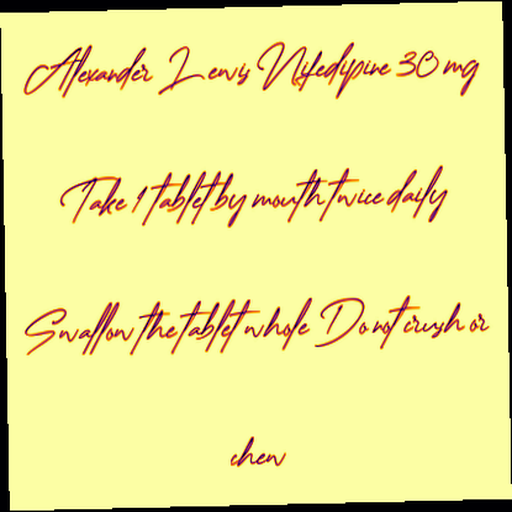 Alexander Lewis Nifedipine 30 mg
Take 1 tablet by mouth twice daily
Swallow the tablet whole Do not crush or
chew